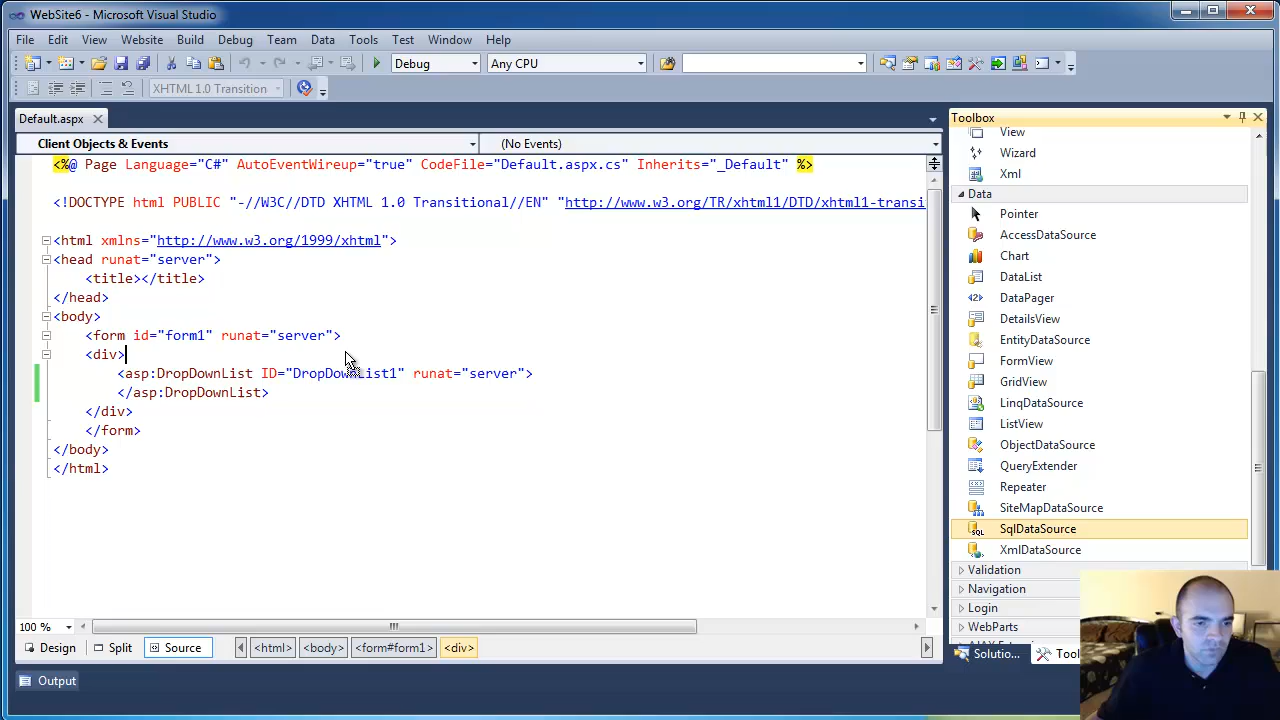 WebSite6 - Microsoft Visual Studio
File Edit View Website Build Debug Team Data Tools Test Window Help
Debug Any CPU
XHTML 1.0 Transition
Default.aspx
Client Objects & Events (No Events)
<%@ Page Language="C#" AutoEventWireup="true" CodeFile="Default.aspx.cs" Inherits="_Default" %>
<!DOCTYPE html PUBLIC "-//W3C//DTD XHTML 1.0 Transitional//EN" "http://www.w3.org/TR/xhtml1/DTD/xhtml1-transi
<html xmlns="http://www.w3.org/1999/xhtml">
<head runat="server">
<title></title>
</head>
<body>
<form id="form1" runat="server">
<div>
<asp:DropDownList ID="DropDownList1" runat="server">
</asp:DropDownList>
</div>
</form>
</body>
</html>
100 %
Design Split Source <html> <body> <form#form1> <div>
Output
Toolbox
View
Wizard
Xml
Data
Pointer
AccessDataSource
Chart
DataList
DataPager
DetailsView
EntityDataSource
FormView
GridView
LinqDataSource
ListView
ObjectDataSource
QueryExtender
Repeater
SiteMapDataSource
SqlDataSource
XmlDataSource
Validation
Navigation
Login
WebParts
Solutio... Tool